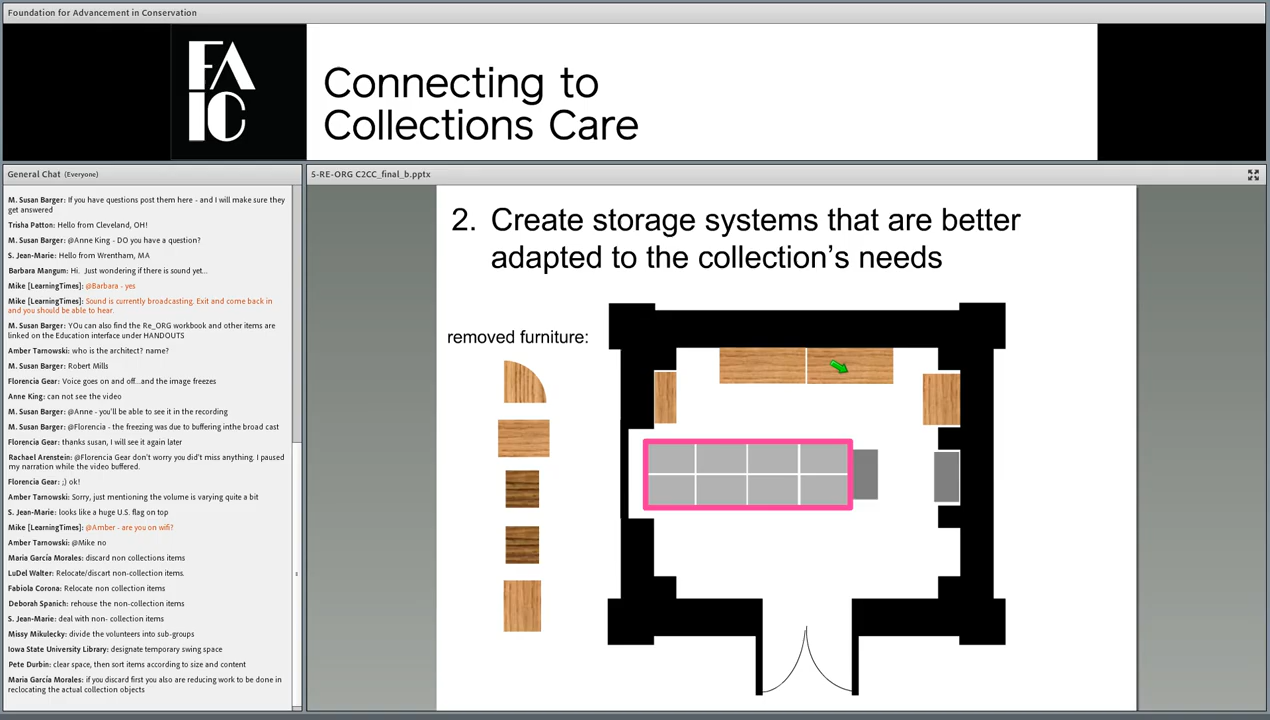 Foundation for Advancement in Conservation
FA
IC
Connecting to
Collections Care
General Chat (Everyone)
M. Susan Barger: If you have questions post them here - and I will make sure they
get answered
Trisha Patton: Hello from Cleveland, OH!
M. Susan Barger: @Anne King - DO you have a question?
S. Jean-Marie: Hello from Wrentham, MA
Barbara Mangum: Hi. Just wondering if there is sound yet...
Mike [LearningTimes]: @Barbara - yes
Mike [LearningTimes]: Sound is currently broadcasting. Exit and come back in
and you should be able to hear.
M. Susan Barger: YOu can also find the Re_ORG workbook and other items are
linked on the Education interface under HANDOUTS
Amber Tarnowski: who is the architect? name?
M. Susan Barger: Robert Mills
Florencia Gear: Voice goes on and off...and the image freezes
Anne King: can not see the video
M. Susan Barger: @Anne - you'll be able to see it in the recording
M. Susan Barger: @Florencia - the freezing was due to buffering inthe broad cast
Florencia Gear: thanks susan, I will see it again later
Rachael Arenstein: @Florencia Gear don't worry you did't miss anything. I paused
my narration while the video buffered.
Florencia Gear: ;) ok!
Amber Tarnowski: Sorry, just mentioning the volume is varying quite a bit
S. Jean-Marie: looks like a huge U.S. flag on top
Mike [LearningTimes]: @Amber - are you on wifi?
Amber Tarnowski: @Mike no
Maria García Morales: discard non collections items
LuDel Walter: Relocate/discart non-collection items.
Fabiola Corona: Relocate non collection items
Deborah Spanich: rehouse the non-collection items
S. Jean-Marie: deal with non- collection items
Missy Mikulecky: divide the volunteers into sub-groups
Iowa State University Library: designate temporary swing space
Pete Durbin: clear space, then sort items according to size and content
Maria García Morales: if you discard first you also are reducing work to be done in
reclocating the actual collection objects
5-RE-ORG C2CC_final_b.pptx
2. Create storage systems that are better
adapted to the collection's needs
removed furniture: